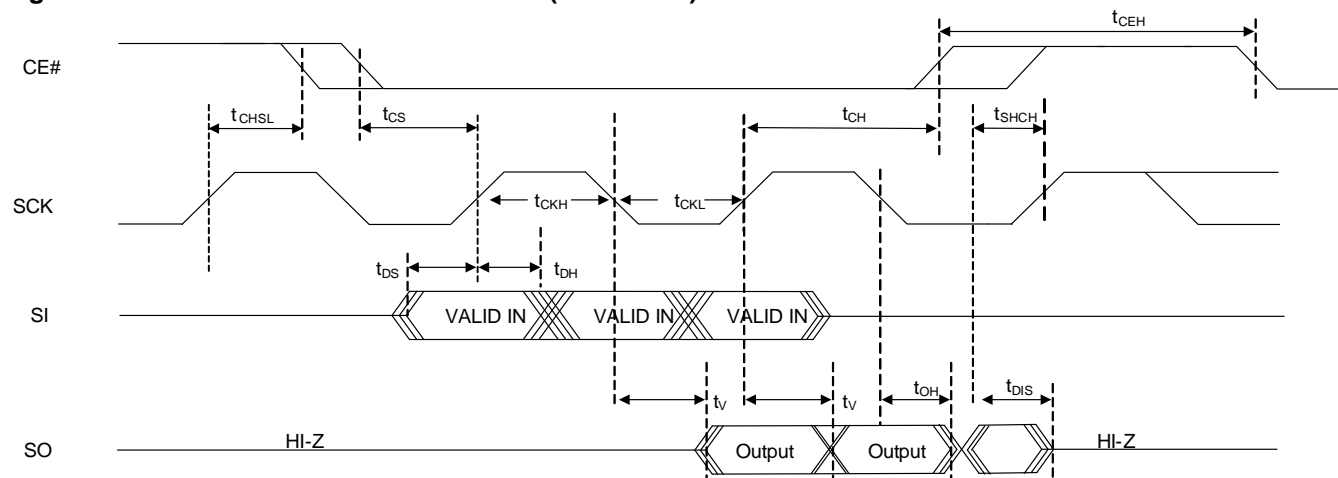 tCEH
CE#
tCHSL
tCS
tCH
tSHCH
SCK
tCKH
tCKL
tDS
tDH
SI
VALID IN
VALID IN
VALID IN
tV
tV
tOH
tDIS
SO
HI-Z
Output
Output
HI-Z